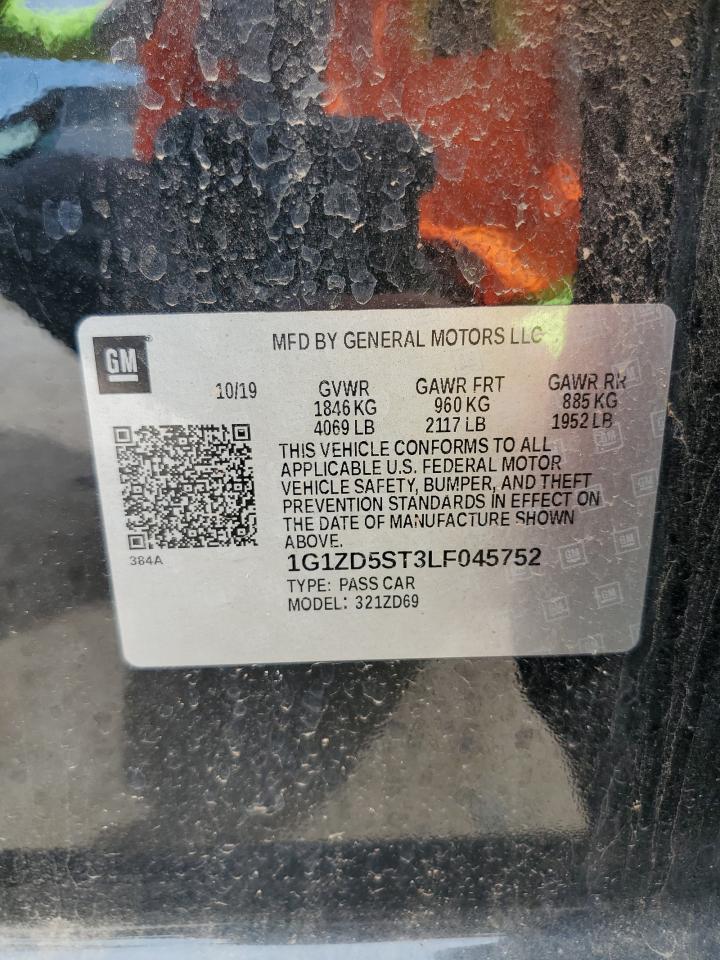 GM
MFD BY GENERAL MOTORS LLC
10/19 GVWR GAWR FRT GAWR RR
1846 KG 960 KG 885 KG
4069 LB 2117 LB 1952 LB
THIS VEHICLE CONFORMS TO ALL
APPLICABLE U.S. FEDERAL MOTOR
VEHICLE SAFETY, BUMPER, AND THEFT
PREVENTION STANDARDS IN EFFECT ON
THE DATE OF MANUFACTURE SHOWN
ABOVE.
384A
1G1ZD5ST3LF045752
TYPE: PASS CAR
MODEL: 321ZD69